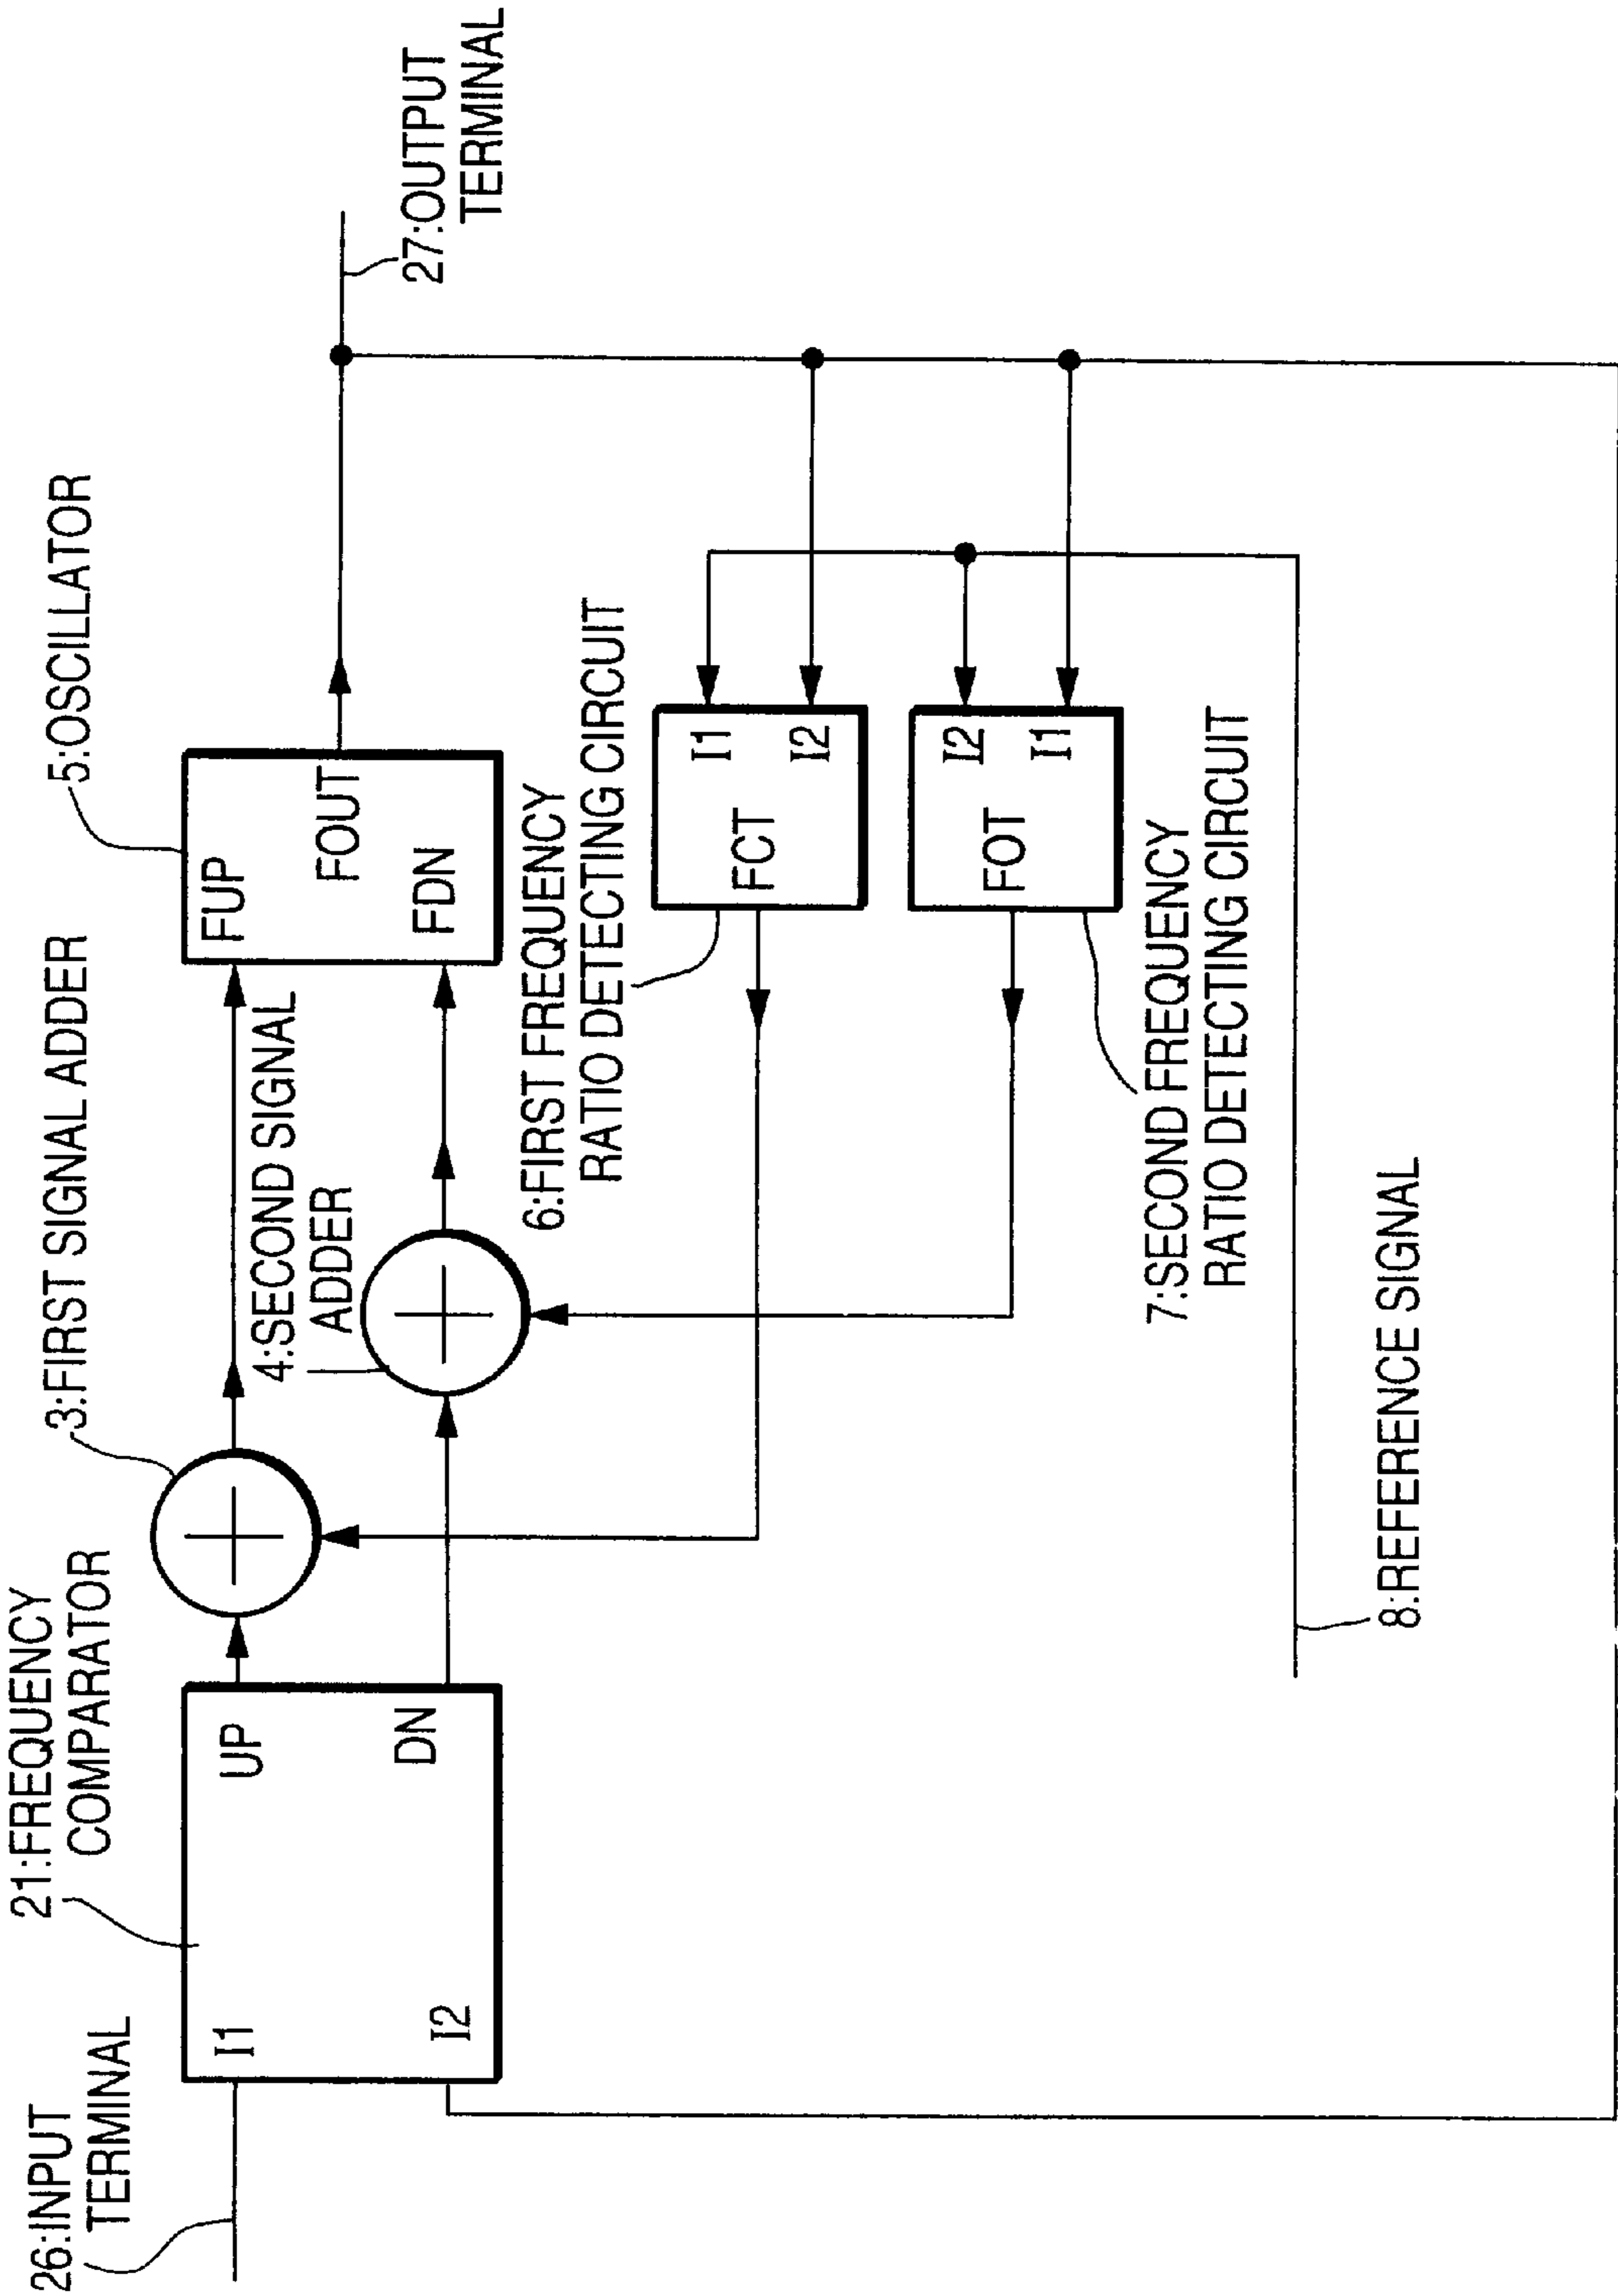 26:INPUT
TERMINAL
21:FREQUENCY
COMPARATOR
I1
I2
UP
DN
3:FIRST SIGNAL ADDER
4:SECOND SIGNAL
ADDER
5:OSCILLATOR
FUP
FOUT
FDN
27:OUTPUT
TERMINAL
6:FIRST FREQUENCY
RATIO DETECTING CIRCUIT
FCT
I1
I2
FOT
I2
I1
7:SECOND FREQUENCY
RATIO DETECTING CIRCUIT
8:REFERENCE SIGNAL